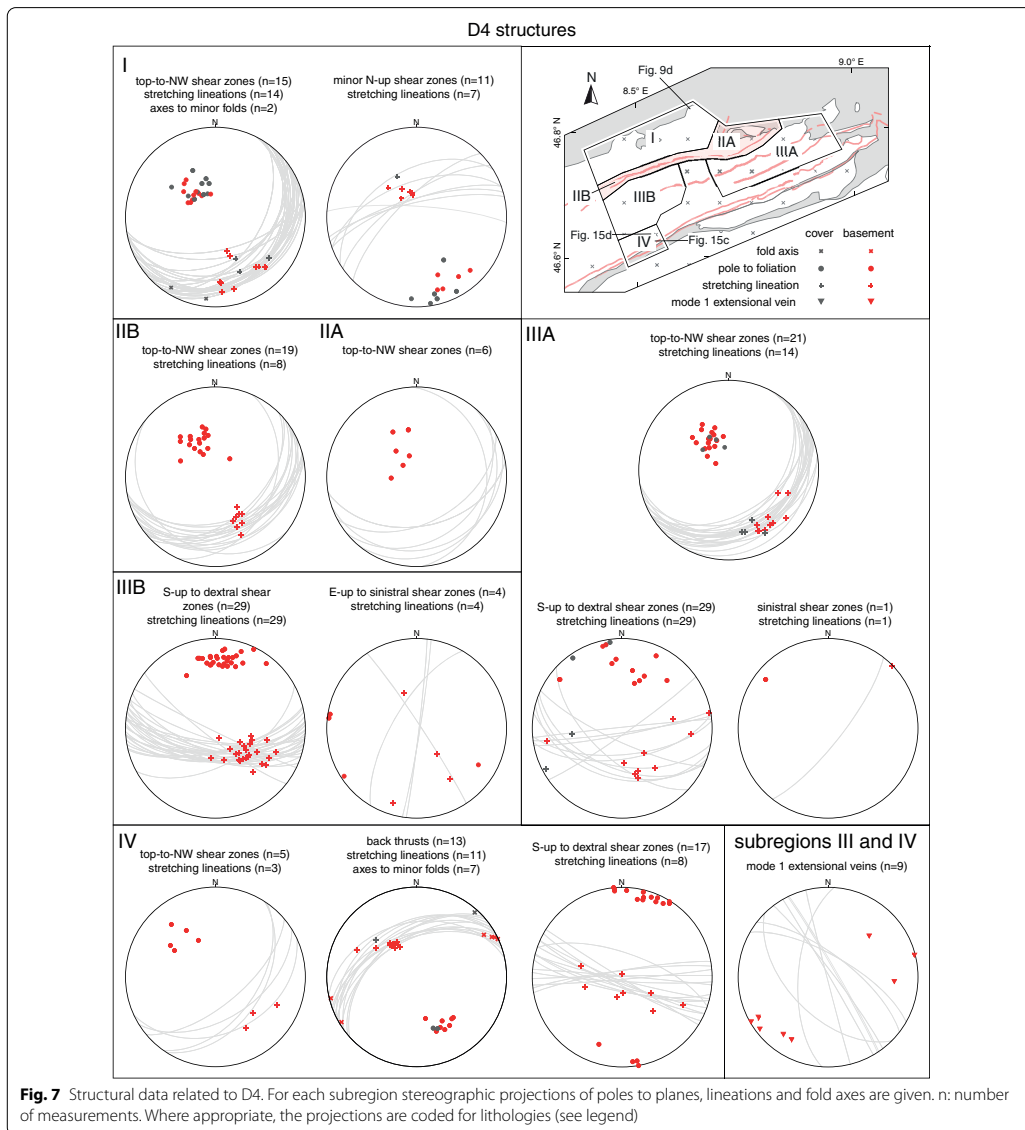 D4 structures
I
top-to-NW shear zones (n=15)
stretching lineations (n=14)
axes to minor folds (n=2)
N
minor N-up shear zones (n=11)
stretching lineations (n=7)
N
Fig. 9d
9.0° E
8.5° E
N
46.8° N
I
IIA
IIIA
IIB
IIIB
Fig. 15d
IV
Fig. 15c
46.6° N
cover basement
fold axis
pole to foliation
stretching lineation
mode 1 extensional vein
IIB
top-to-NW shear zones (n=19)
stretching lineations (n=8)
N
IIA
top-to-NW shear zones (n=6)
N
IIIA
top-to-NW shear zones (n=21)
stretching lineations (n=14)
N
IIIB
S-up to dextral shear
zones (n=29)
stretching lineations (n=29)
N
E-up to sinistral shear zones (n=4)
stretching lineations (n=4)
N
S-up to dextral shear zones (n=29)
stretching lineations (n=29)
N
sinistral shear zones (n=1)
stretching lineations (n=1)
N
IV
top-to-NW shear zones (n=5)
stretching lineations (n=3)
N
back thrusts (n=13)
stretching lineations (n=11)
axes to minor folds (n=7)
N
S-up to dextral shear zones (n=17)
stretching lineations (n=8)
N
subregions III and IV
mode 1 extensional veins (n=9)
N
Fig. 7 Structural data related to D4. For each subregion stereographic projections of poles to planes, lineations and fold axes are given. n: number
of measurements. Where appropriate, the projections are coded for lithologies (see legend)